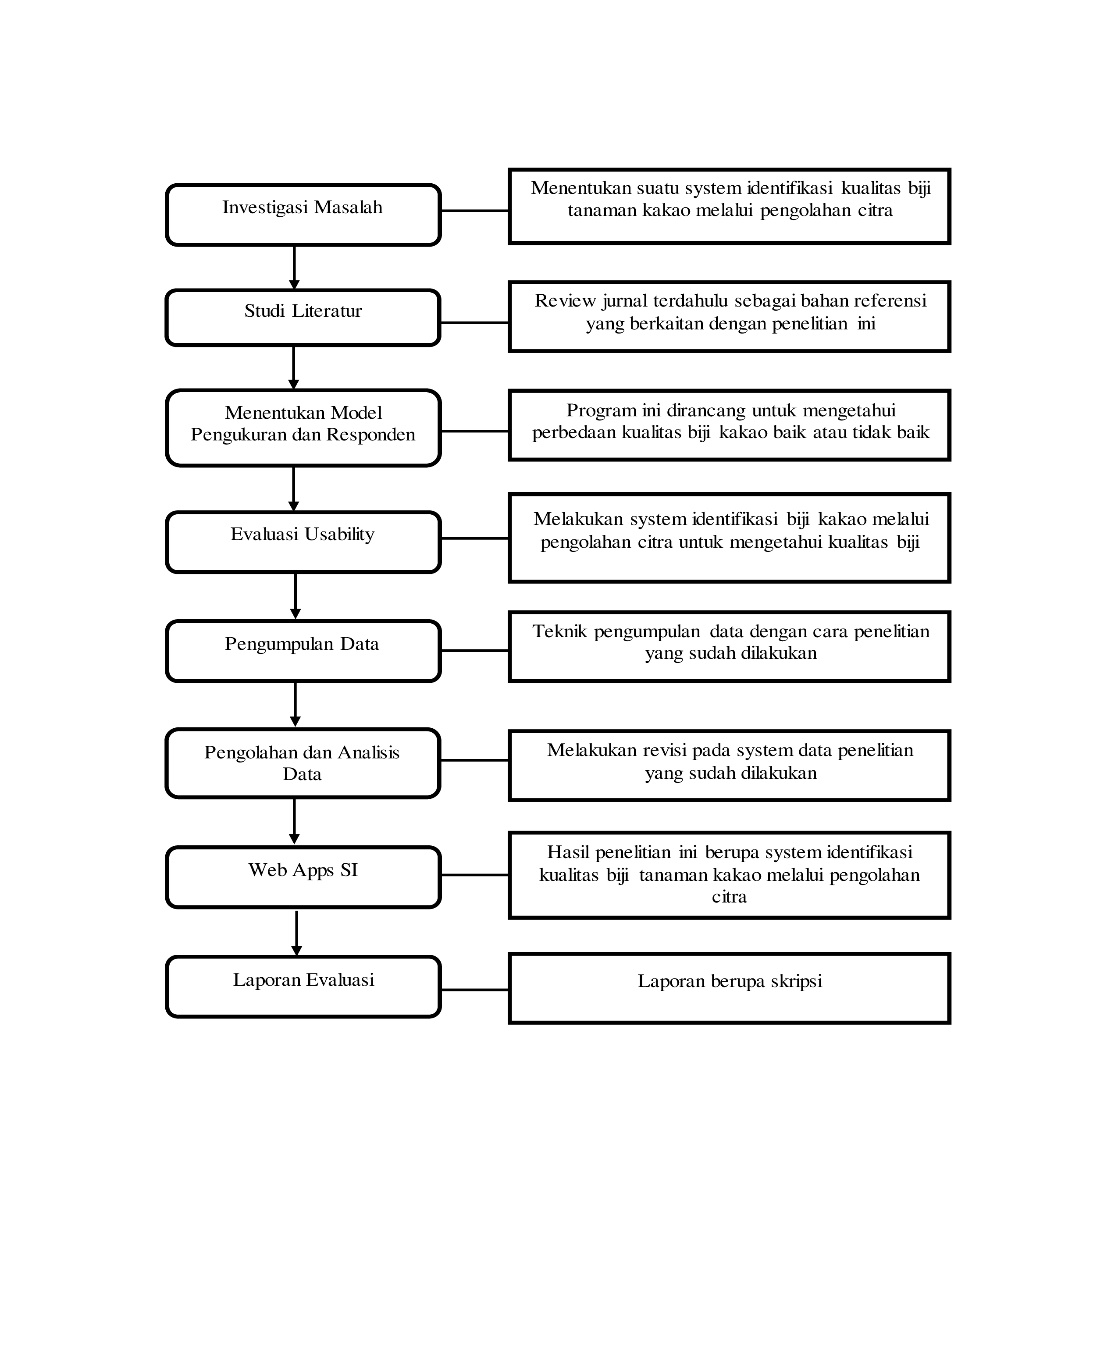 Investigasi Masalah
Menentukan suatu system identifikasi kualitas biji
tanaman kakao melalui pengolahan citra
Studi Literatur
Review jurnal terdahulu sebagai bahan referensi
yang berkaitan dengan penelitian ini
Menentukan Model
Pengukuran dan Responden
Program ini dirancang untuk mengetahui
perbedaan kualitas biji kakao baik atau tidak baik
Evaluasi Usability
Melakukan system identifikasi biji kakao melalui
pengolahan citra untuk mengetahui kualitas biji
Pengumpulan Data
Teknik pengumpulan data dengan cara penelitian
yang sudah dilakukan
Pengolahan dan Analisis
Data
Melakukan revisi pada system data penelitian
yang sudah dilakukan
Web Apps SI
Hasil penelitian ini berupa system identifikasi
kualitas biji tanaman kakao melalui pengolahan
citra
Laporan Evaluasi
Laporan berupa skripsi